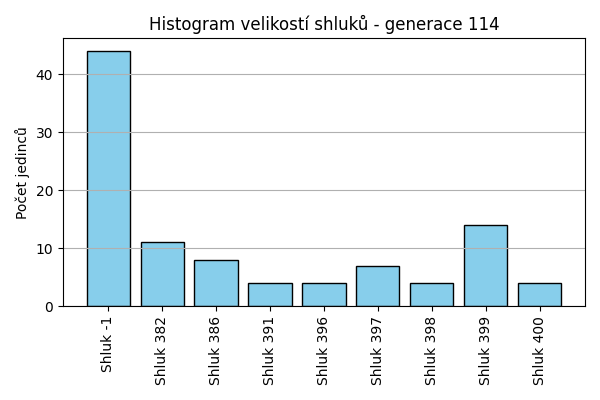 Histogram velikostí shluků - generace 114
Počet jedinců
40
30
20
10
0
Shluk -1
Shluk 382
Shluk 386
Shluk 391
Shluk 396
Shluk 397
Shluk 398
Shluk 399
Shluk 400